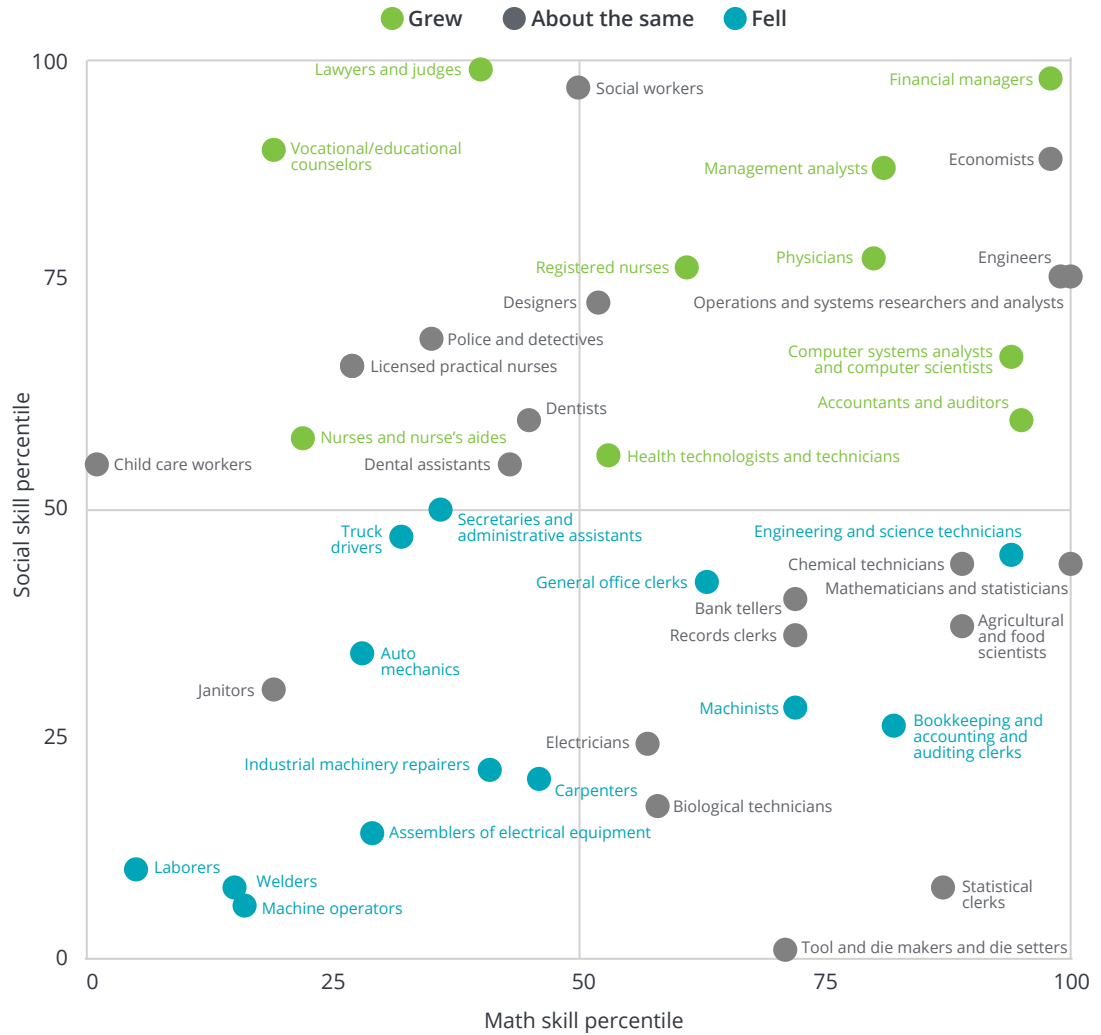 Grew About the same Fell
100
Lawyers and judges
Financial managers
Social workers
Vocational/educational
counselors
Economists
Management analysts
Physicians
Engineers
Registered nurses
75
Designers
Operations and systems researchers and analysts
Police and detectives
Computer systems analysts
and computer scientists
Licensed practical nurses
Accountants and auditors
Dentists
Nurses and nurse's aides
Health technologists and technicians
Child care workers
Dental assistants
50
Secretaries and
administrative assistants
Truck
drivers
Engineering and science technicians
Chemical technicians
General office clerks
Mathematicians and statisticians
Bank tellers
Agricultural
and food
scientists
Records clerks
Auto
mechanics
Janitors
Machinists
Bookkeeping and
accounting and
auditing clerks
25
Electricians
Industrial machinery repairers
Carpenters
Biological technicians
Assemblers of electrical equipment
Laborers
Welders
Machine operators
Statistical
clerks
Tool and die makers and die setters
0
0 25 50 75 100
Social skill percentile
Math skill percentile